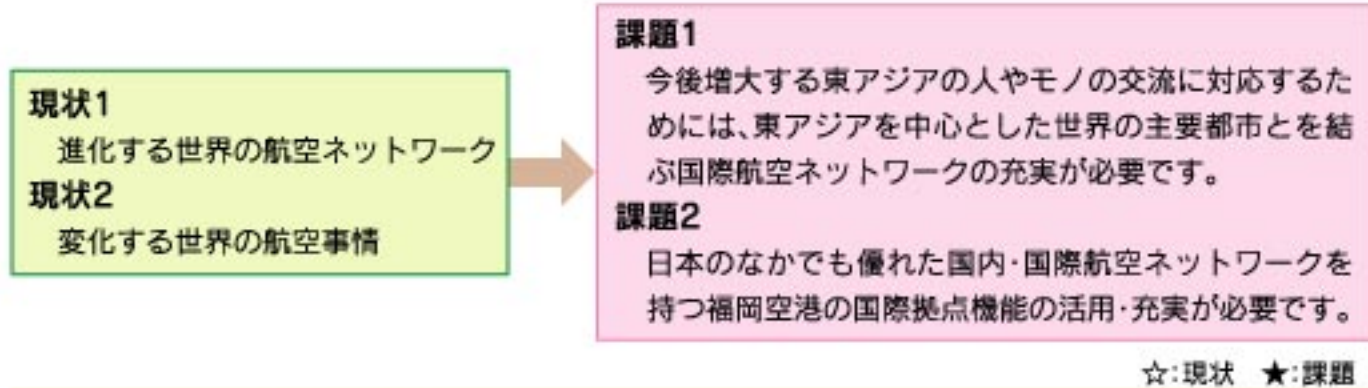 現状1
進化する世界の航空ネットワーク
現状2
変化する世界の航空事情
課題1
今後増大する東アジアの人やモノの交流に対応するた
めには、東アジアを中心とした世界の主要都市とを結
ぶ国際航空ネットワークの充実が必要です。
課題2
日本のなかでも優れた国内･国際航空ネットワークを
持つ福岡空港の国際拠点機能の活用･充実が必要です。
☆:現状 ★:課題